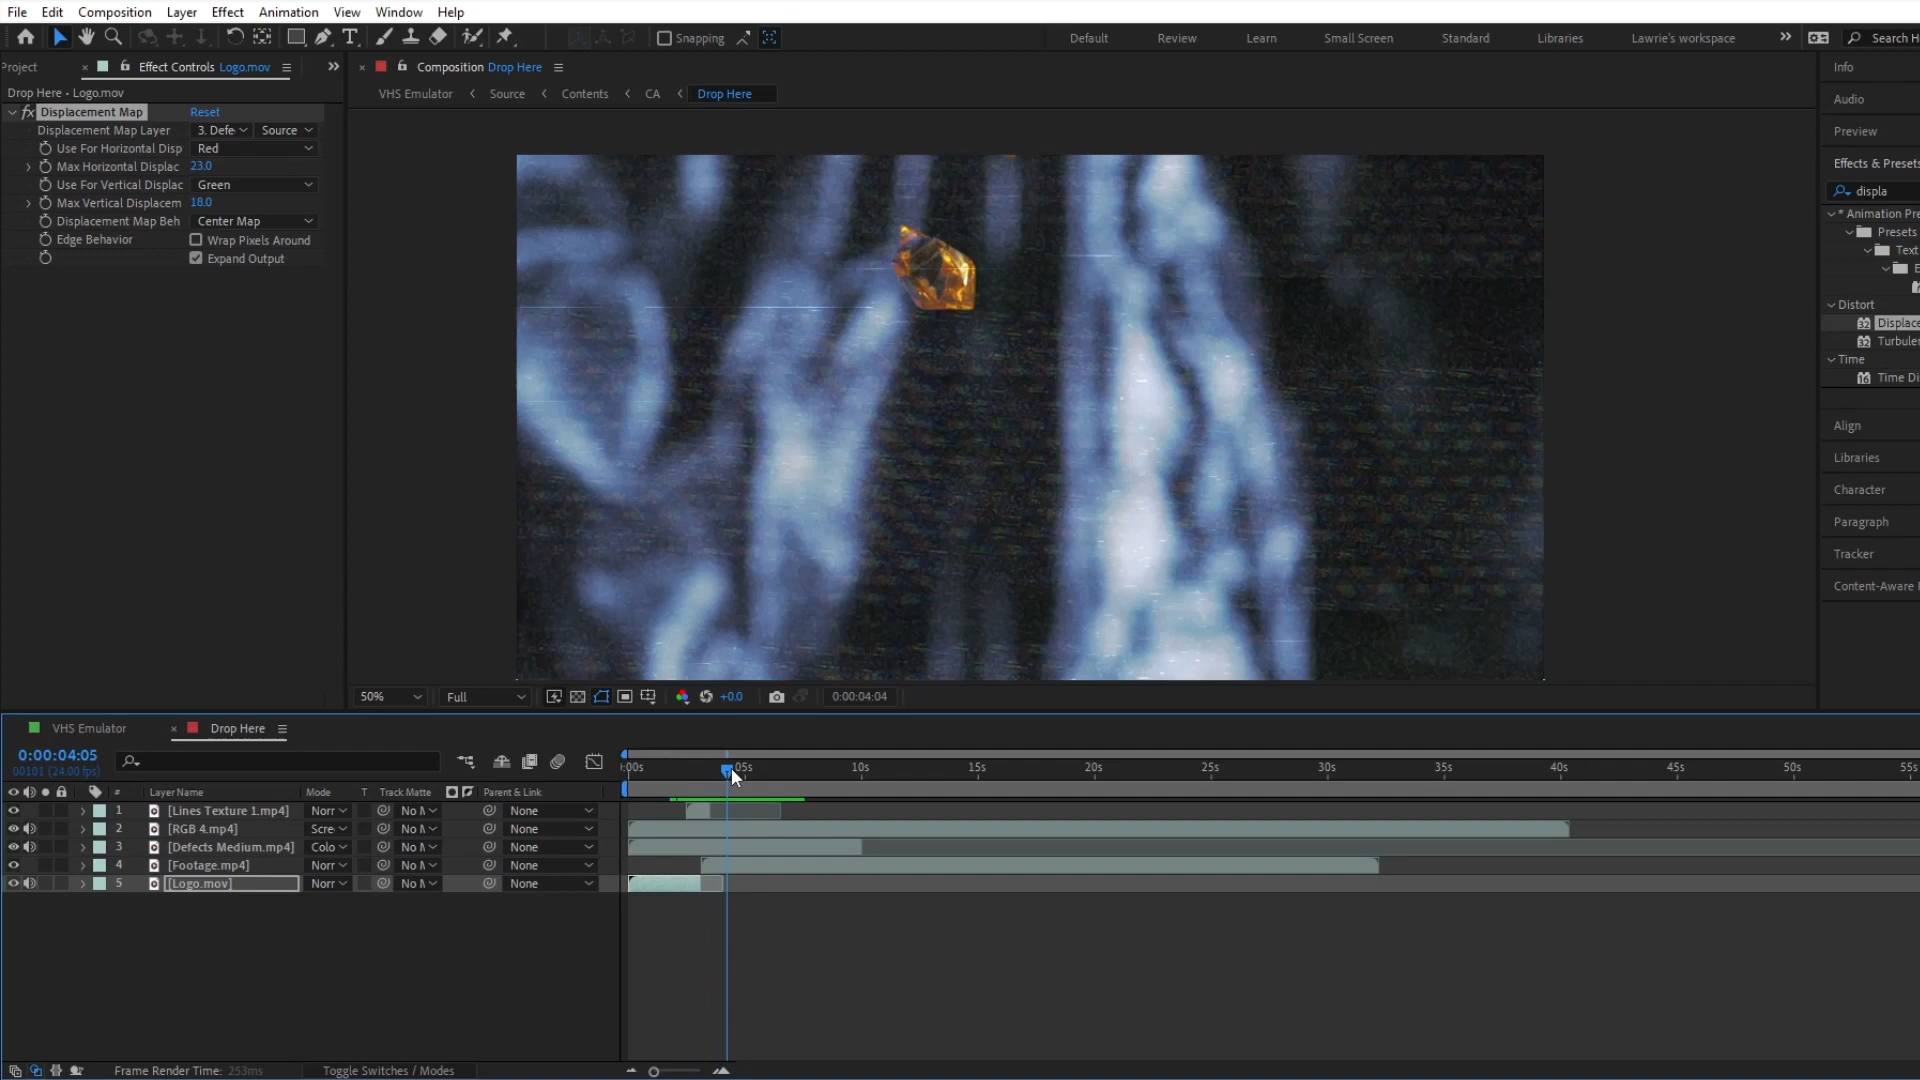 File Edit Composition Layer Effect Animation View Window Help
Snapping
Default Review Learn Small Screen Standard Libraries Lawrie's workspace Search H
Project
Effect Controls Logo.mov
Composition Drop Here
Drop Here • Logo.mov
VHS Emulator Source Contents CA Drop Here
fx Displacement Map Reset
Displacement Map Layer 3. Defe Source
Use For Horizontal Disp Red
Max Horizontal Displac 23.0
Use For Vertical Displac Green
Max Vertical Displacem 18.0
Displacement Map Beh Center Map
Edge Behavior Wrap Pixels Around
Expand Output
Info
Audio
Preview
Effects & Presets
displa
* Animation Pre
Presets
Text
E
Distort
Displace
Turbulen
Time
Time Di
Align
Libraries
Character
Paragraph
Tracker
Content-Aware F
50% Full +0.0 0:00:04:04
VHS Emulator Drop Here
0:00:04:05
00101 (24.00 fps)
:00s 05s 10s 15s 20s 25s 30s 35s 40s 45s 50s 55s
# Layer Name Mode T Track Matte Parent & Link
1 [Lines Texture 1.mp4] Norr No M None
2 [RGB 4.mp4] Scre No M None
3 [Defects Medium.mp4] Colo No M None
4 [Footage.mp4] Norr No M None
5 [Logo.mov] Norr No M None
Frame Render Time: 253ms Toggle Switches / Modes